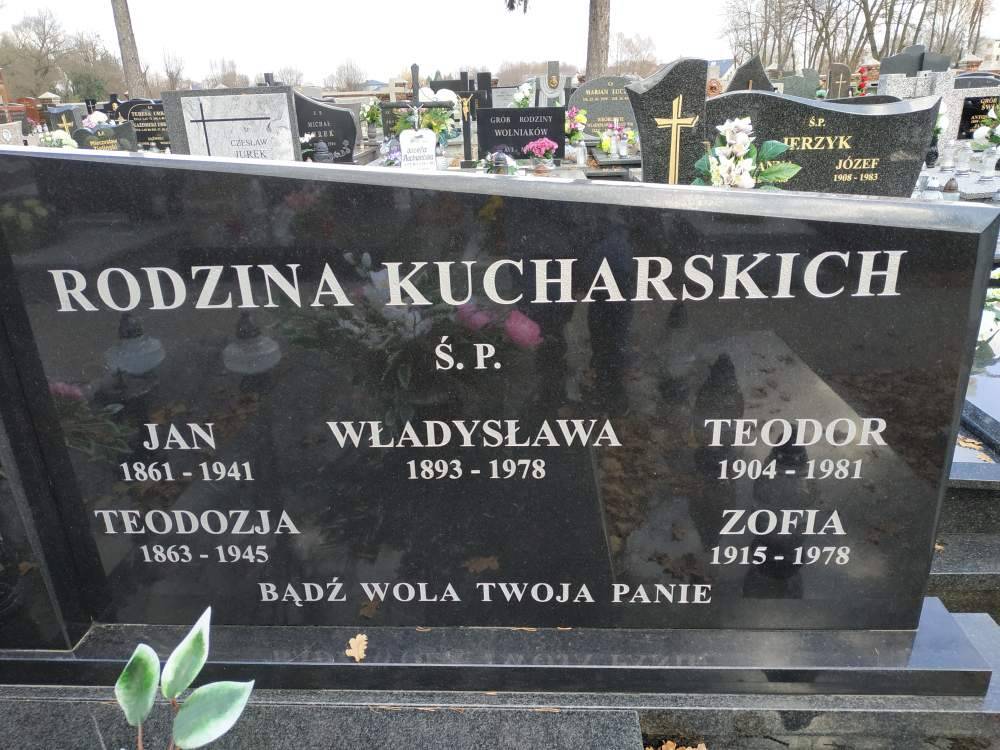 RODZINA KUCHARSKICH
Ś. P.
JAN
1861 - 1941
TEODOZJA
1863 - 1945
WŁADYSŁAWA
1893 - 1978
TEODOR
1904 - 1981
ZOFIA
1915 - 1978
BĄDŹ WOLA TWOJA PANIE
CZESŁAW
JUREK
GRÓB RODZINY
WOLNIAKÓW
Ś.P.
JERZYK
JÓZEF
1908 - 1983